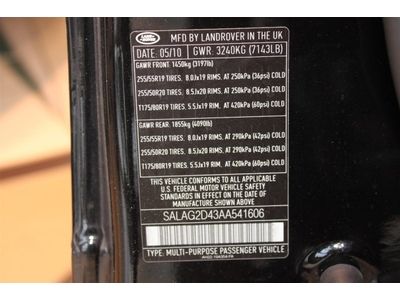 LAND ROVER
MFD BY LANDROVER IN THE UK
DATE: 05/10 GWR: 3240KG (7143LB)
GAWR FRONT: 1450kg (3197lb)
255/55R19 TIRES. 8.0Jx19 RIMS. AT 250kPa (36psi) COLD
255/50R20 TIRES. 8.5Jx20 RIMS. AT 250kPa (36psi) COLD
T175/80R19 TIRES. 5.5Jx19 RIMS. AT 420kPa (60psi) COLD
GAWR REAR: 1855kg (4090lb)
255/55R19 TIRES. 8.0Jx19 RIMS. AT 290kPa (42psi) COLD
255/50R20 TIRES. 8.5Jx20 RIMS. AT 290kPa (42psi) COLD
T175/80R19 TIRES. 5.5Jx19 RIMS. AT 420kPa (60psi) COLD
THIS VEHICLE CONFORMS TO ALL APPLICABLE
U.S. FEDERAL MOTOR VEHICLE SAFETY
STANDARDS IN EFFECT ON THE DATE
OF MANUFACTURE SHOWN ABOVE.
SALAG2D43AA541606
TYPE: MULTI-PURPOSE PASSENGER VEHICLE